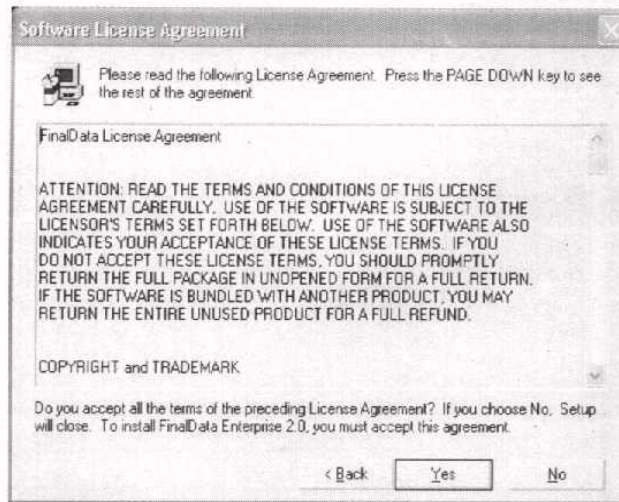 Software License Agreement
Please read the following License Agreement. Press the PAGE DOWN key to see
the rest of the agreement.
FinalData License Agreement
ATTENTION: READ THE TERMS AND CONDITIONS OF THIS LICENSE
AGREEMENT CAREFULLY. USE OF THE SOFTWARE IS SUBJECT TO THE
LICENSOR'S TERMS SET FORTH BELOW. USE OF THE SOFTWARE ALSO
INDICATES YOUR ACCEPTANCE OF THESE LICENSE TERMS. IF YOU
DO NOT ACCEPT THESE LICENSE TERMS, YOU SHOULD PROMPTLY
RETURN THE FULL PACKAGE IN UNOPENED FORM FOR A FULL RETURN.
IF THE SOFTWARE IS BUNDLED WITH ANOTHER PRODUCT, YOU MAY
RETURN THE ENTIRE UNUSED PRODUCT FOR A FULL REFUND.
COPYRIGHT and TRADEMARK
Do you accept all the terms of the preceding License Agreement? If you choose No, Setup
will close. To install FinalData Enterprise 2.0, you must accept this agreement.
< Back Yes No